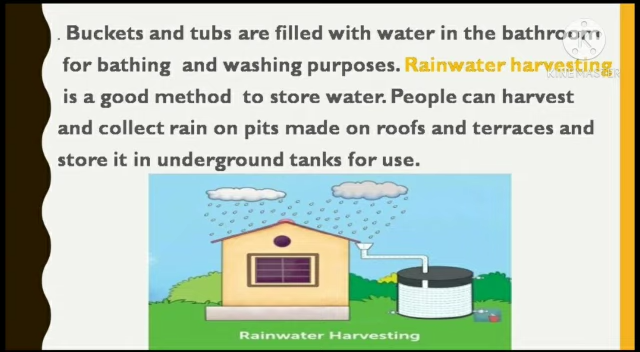 . Buckets and tubs are filled with water in the bathroom
for bathing and washing purposes. Rainwater harvesting
KINEMASTER
is a good method to store water. People can harvest
and collect rain on pits made on roofs and terraces and
store it in underground tanks for use.
Rainwater Harvesting